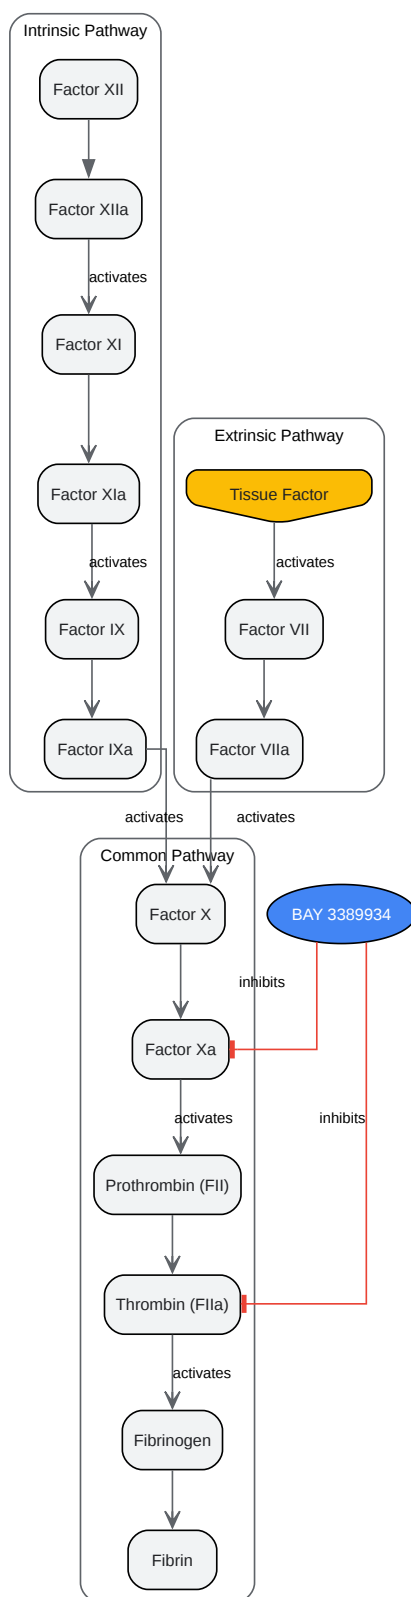 Intrinsic Pathway
Factor XII
Factor XIIa
activates
Factor XI
Factor XIa
activates
Factor IX
Factor IXa
activates
Extrinsic Pathway
Tissue Factor
activates
Factor VII
Factor VIIa
activates
Common Pathway
Factor X
BAY 3389934
inhibits
Factor Xa
activates
inhibits
Prothrombin (FII)
Thrombin (FIIa)
activates
Fibrinogen
Fibrin